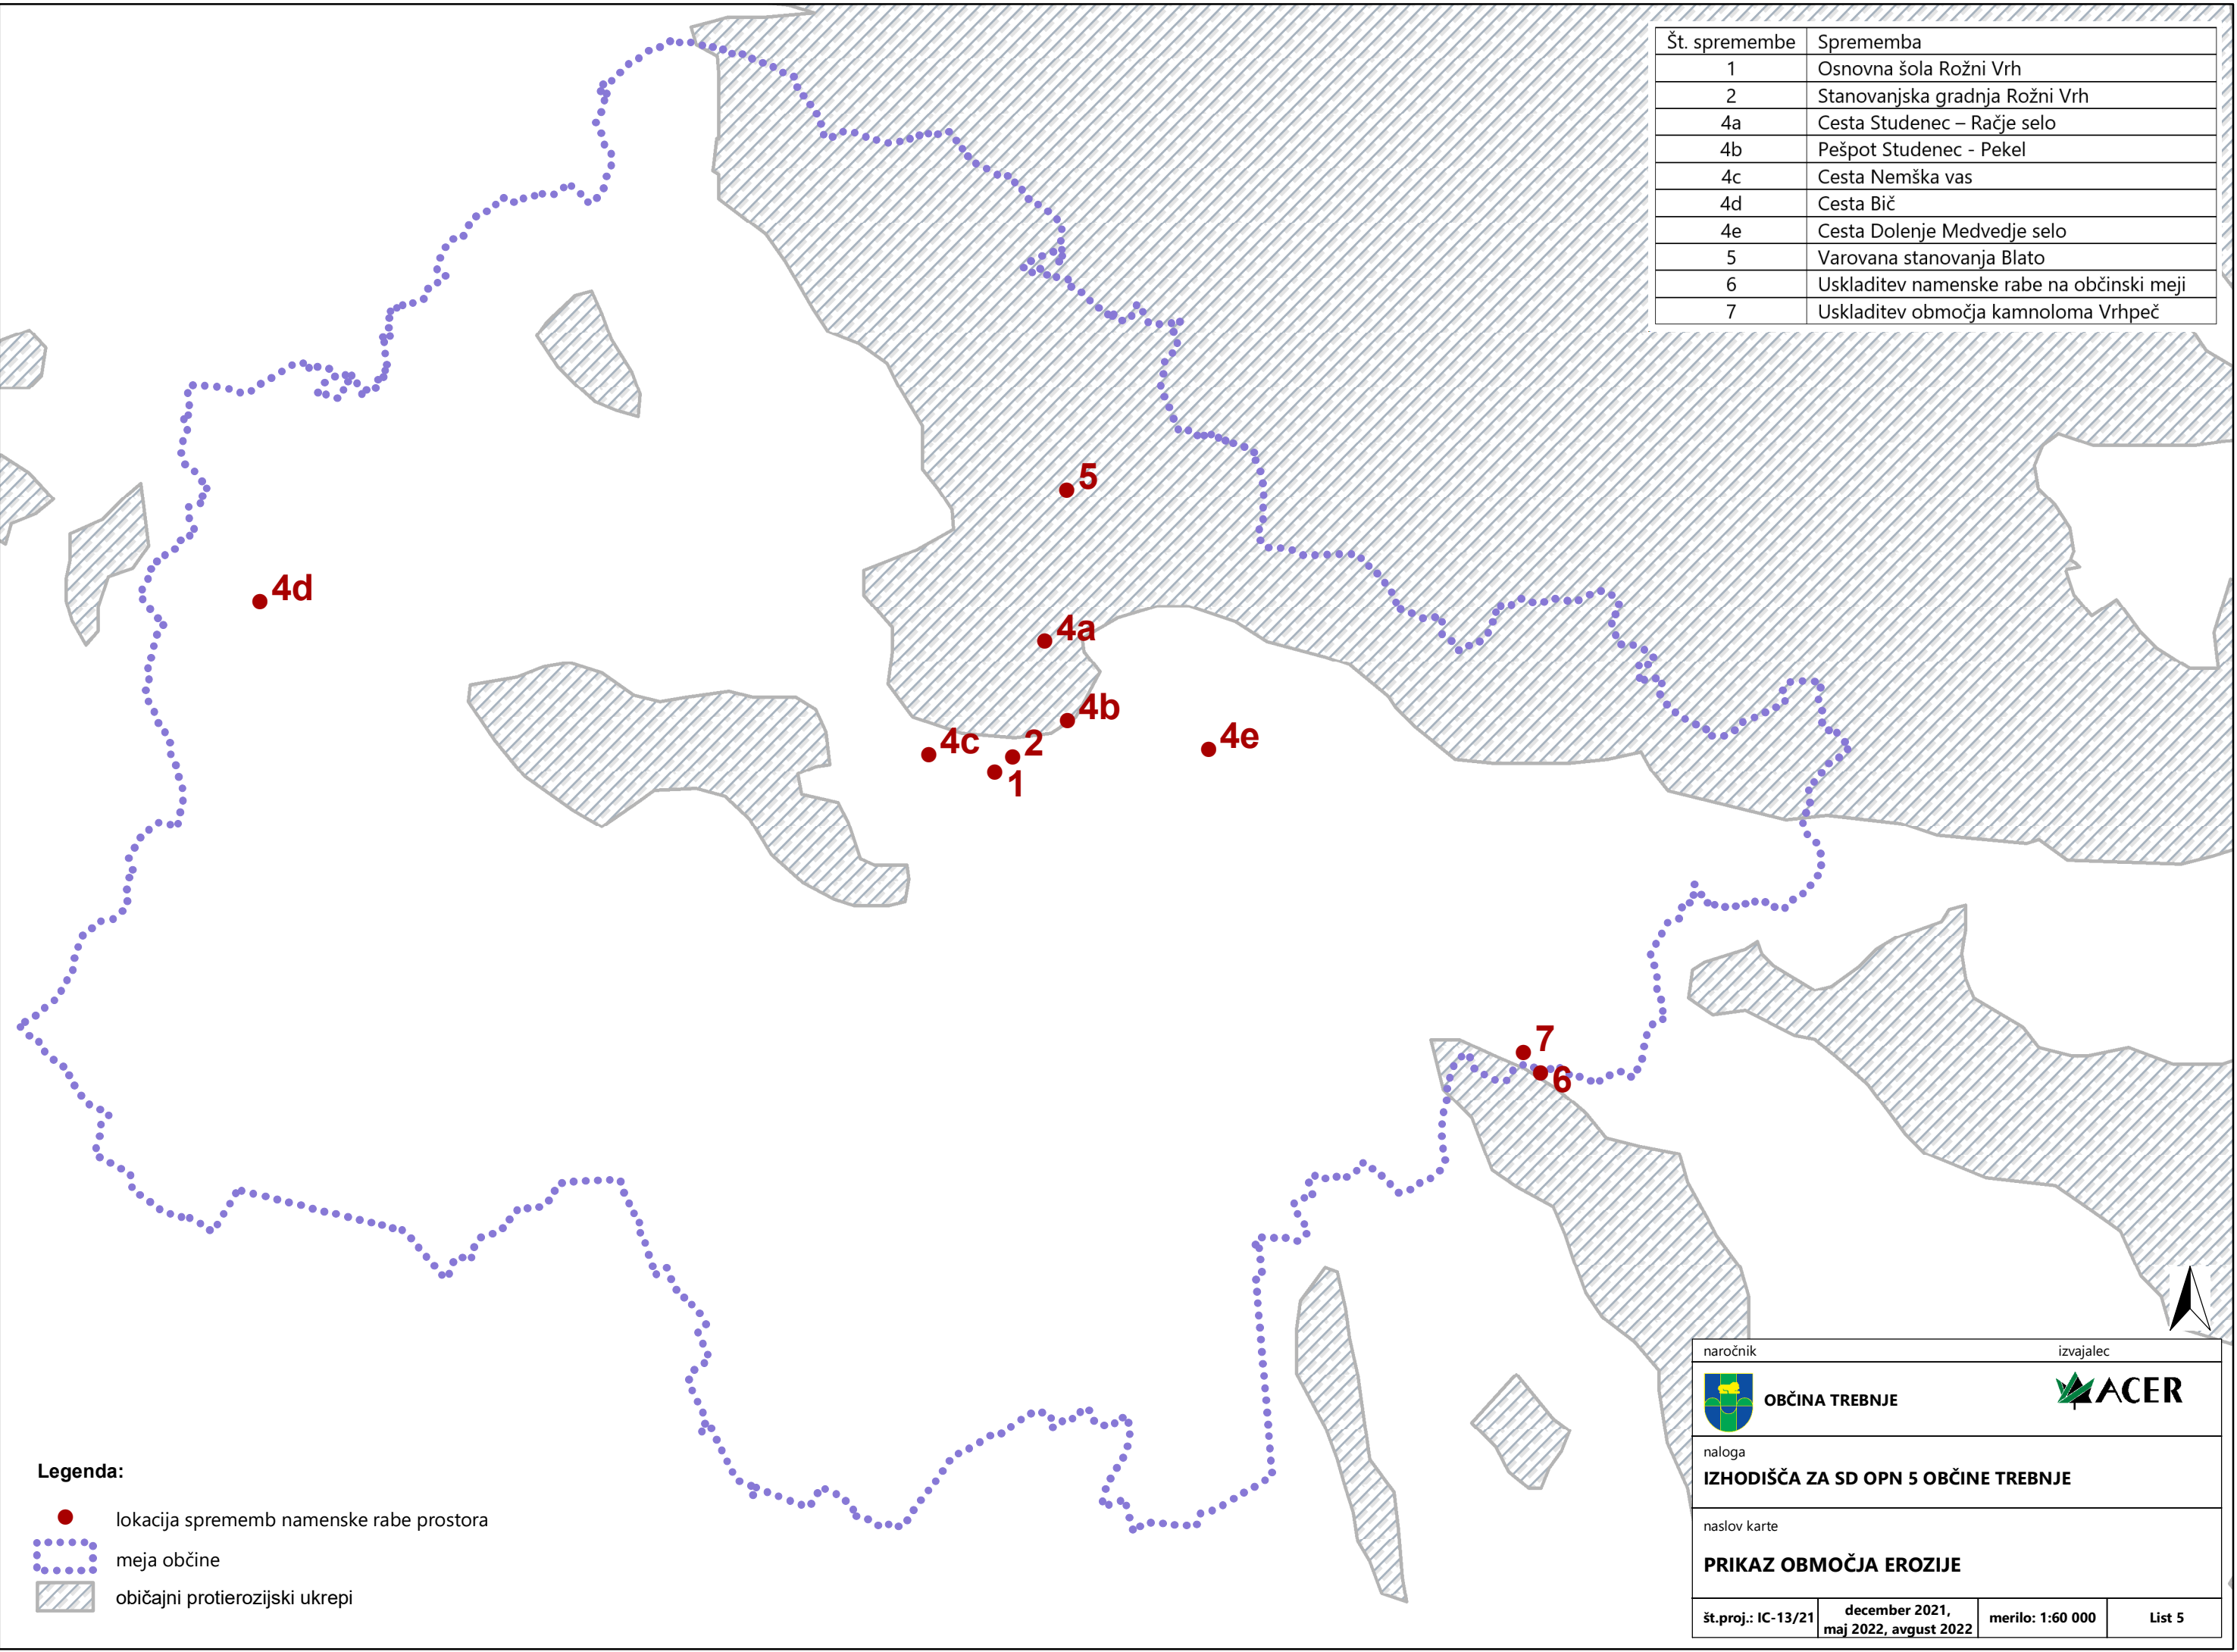 Št. spremembe Sprememba
1 Osnovna šola Rožni Vrh
2 Stanovanjska gradnja Rožni Vrh
4a Cesta Studenec – Račje selo
4b Pešpot Studenec - Pekel
4c Cesta Nemška vas
4d Cesta Bič
4e Cesta Dolenje Medvedje selo
5 Varovana stanovanja Blato
6 Uskladitev namenske rabe na občinski meji
7 Uskladitev območja kamnoloma Vrhpeč
5
4d
4a
4b
4c
2
4e
1
7
6
Legenda:
lokacija sprememb namenske rabe prostora
meja občine
običajni protierozijski ukrepi
naročnik izvajalec
OBČINA TREBNJE ACER
naloga
IZHODIŠČA ZA SD OPN 5 OBČINE TREBNJE
naslov karte
PRIKAZ OBMOČJA EROZIJE
št.proj.: IC-13/21 december 2021, merilo: 1:60 000 List 5
maj 2022, avgust 2022